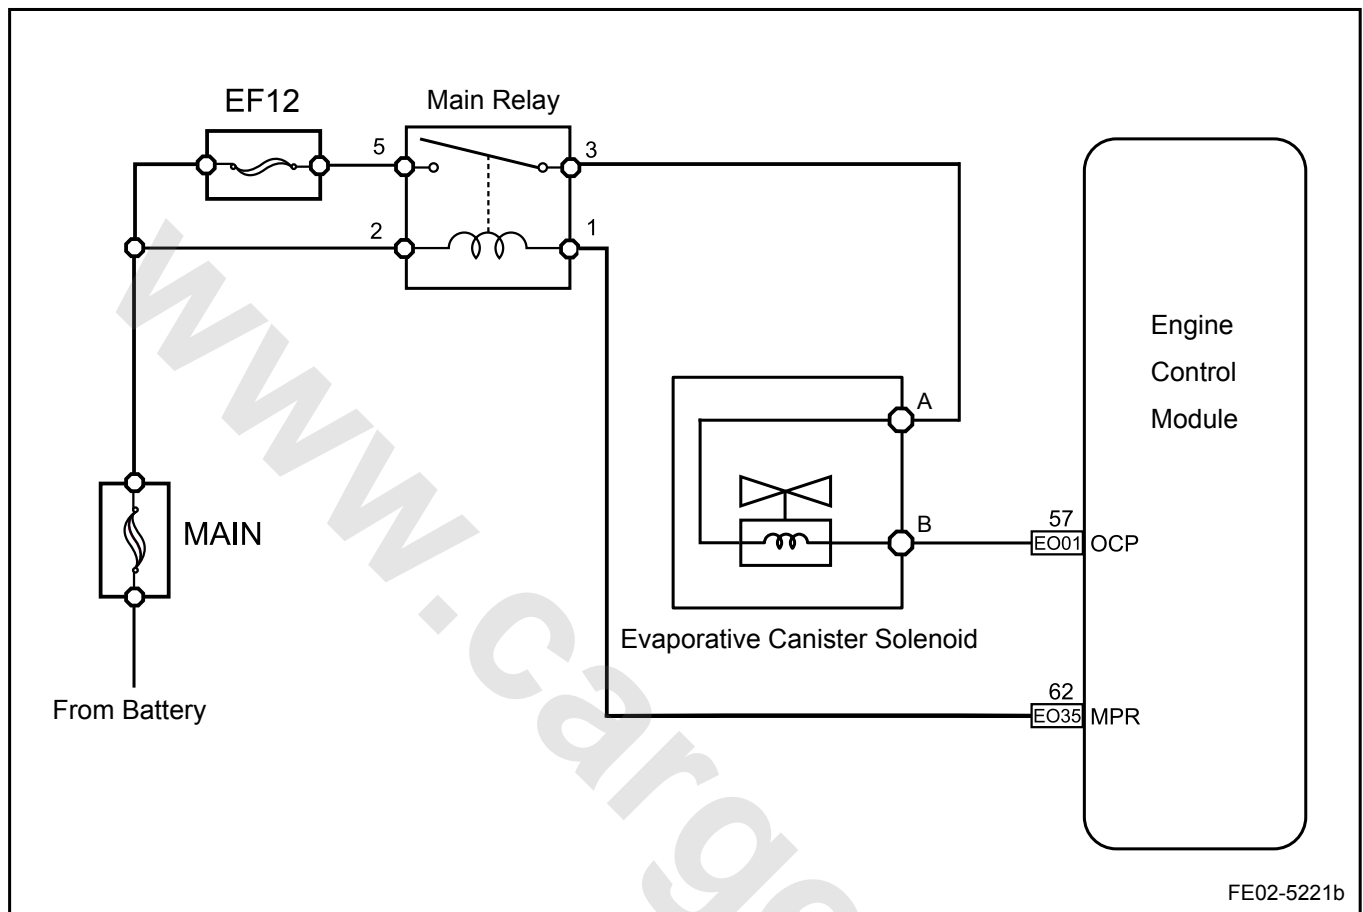 EF12
Main Relay
5
3
2
1
Engine
Control
Module
A
MAIN
B
57
EO01 OCP
Evaporative Canister Solenoid
62
EO35 MPR
From Battery
www.carge
FE02-5221b